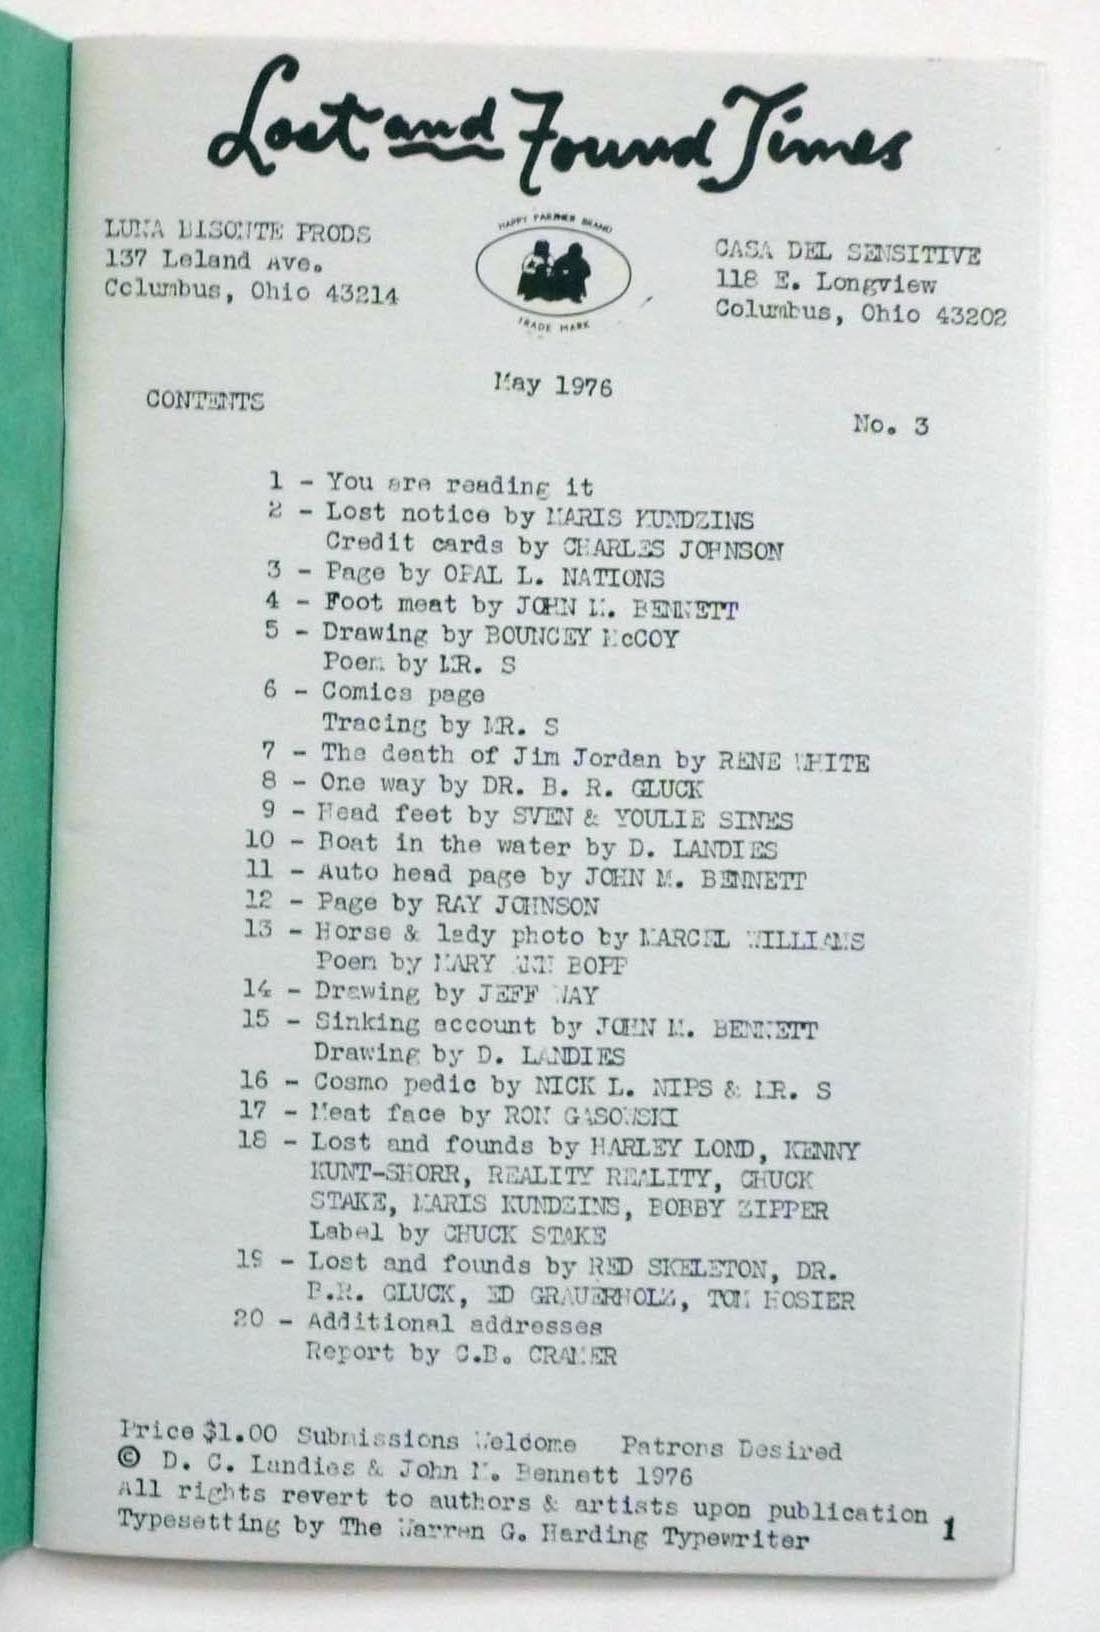 Lost and Found Times
LUNA BISONTE PRODS
137 Leland Ave.
Columbus, Ohio 43214
HAPPY PARTNER BRAND
TRADE MARK
CASA DEL SENSITIVE
118 E. Longview
Columbus, Ohio 43202
May 1976
CONTENTS
No. 3
1 - You are reading it
2 - Lost notice by MARIS KUNDZINS
Credit cards by CHARLES JOHNSON
3 - Page by OPAL L. NATIONS
4 - Foot meat by JOHN M. BENNETT
5 - Drawing by BOUNCEY McCOY
Poem by MR. S
6 - Comics page
Tracing by MR. S
7 - The death of Jim Jordan by RENE WHITE
8 - One way by DR. B. R. GLUCK
9 - Head feet by SVEN & YOULIE SINES
10 - Boat in the water by D. LANDIES
11 - Auto head page by JOHN M. BENNETT
12 - Page by RAY JOHNSON
13 - Horse & lady photo by MARCEL WILLIAMS
Poem by MARY ANN BOPP
14 - Drawing by JEFF WAY
15 - Sinking account by JOHN M. BENNETT
Drawing by D. LANDIES
16 - Cosmo pedic by NICK L. NIPS & MR. S
17 - Meat face by RON GASOWSKI
18 - Lost and founds by HARLEY LOND, KENNY
KUNT-SHORR, REALITY REALITY, CHUCK
STAKE, MARIS KUNDZINS, BOBBY ZIPPER
Label by CHUCK STAKE
19 - Lost and founds by RED SKELETON, DR.
B.R. GLUCK, ED GRAUERHOLZ, TOM HOSIER
20 - Additional addresses
Report by C.B. CRAMER
Price $1.00 Submissions Welcome Patrons Desired
© D. C. Landies & John M. Bennett 1976
All rights revert to authors & artists upon publication
Typesetting by The Warren G. Harding Typewriter
1